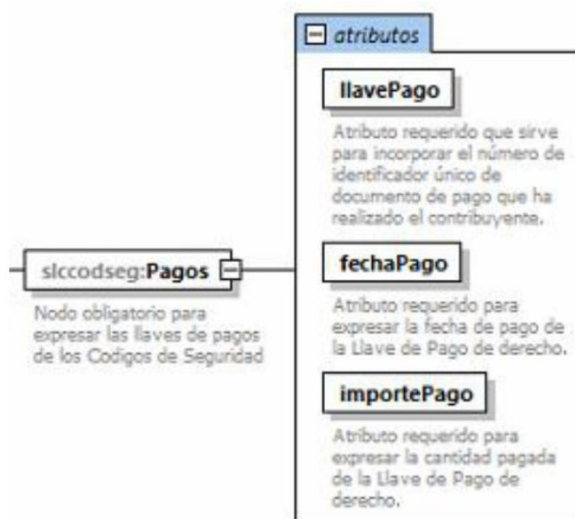 atributos
llavePago
Atributo requerido que sirve
para incorporar el número de
identificador único de
documento de pago que ha
realizado el contribuyente.
slccodseg:Pagos
Nodo obligatorio para
expresar las llaves de pagos
de los Codigos de Seguridad
fechaPago
Atributo requerido para
expresar la fecha de pago de
la Llave de Pago de derecho.
importePago
Atributo requerido para
expresar la cantidad pagada
de la Llave de Pago de
derecho.